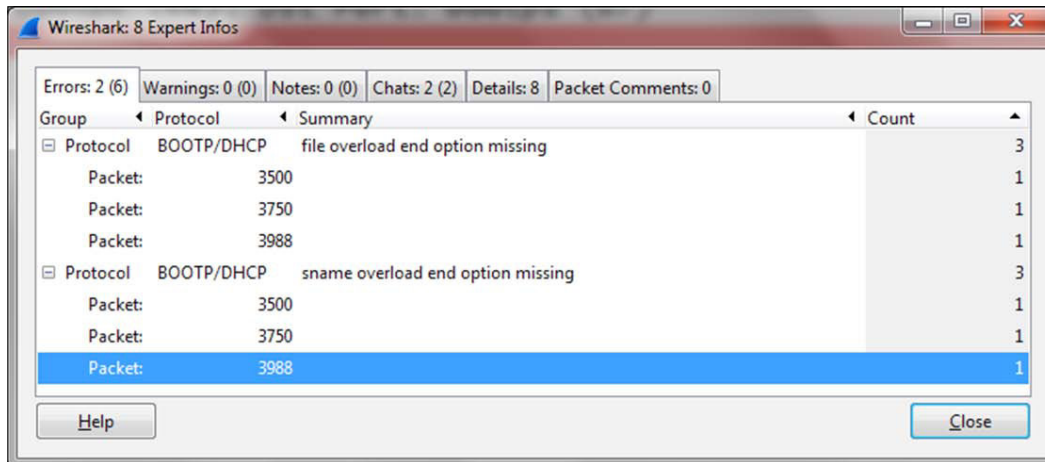 Wireshark: 8 Expert Infos
Errors: 2 (6) Warnings: 0 (0) Notes: 0 (0) Chats: 2 (2) Details: 8 Packet Comments: 0
Group Protocol Summary Count
Protocol BOOTP/DHCP file overload end option missing 3
Packet: 3500 1
Packet: 3750 1
Packet: 3988 1
Protocol BOOTP/DHCP sname overload end option missing 3
Packet: 3500 1
Packet: 3750 1
Packet: 3988 1
Help Close